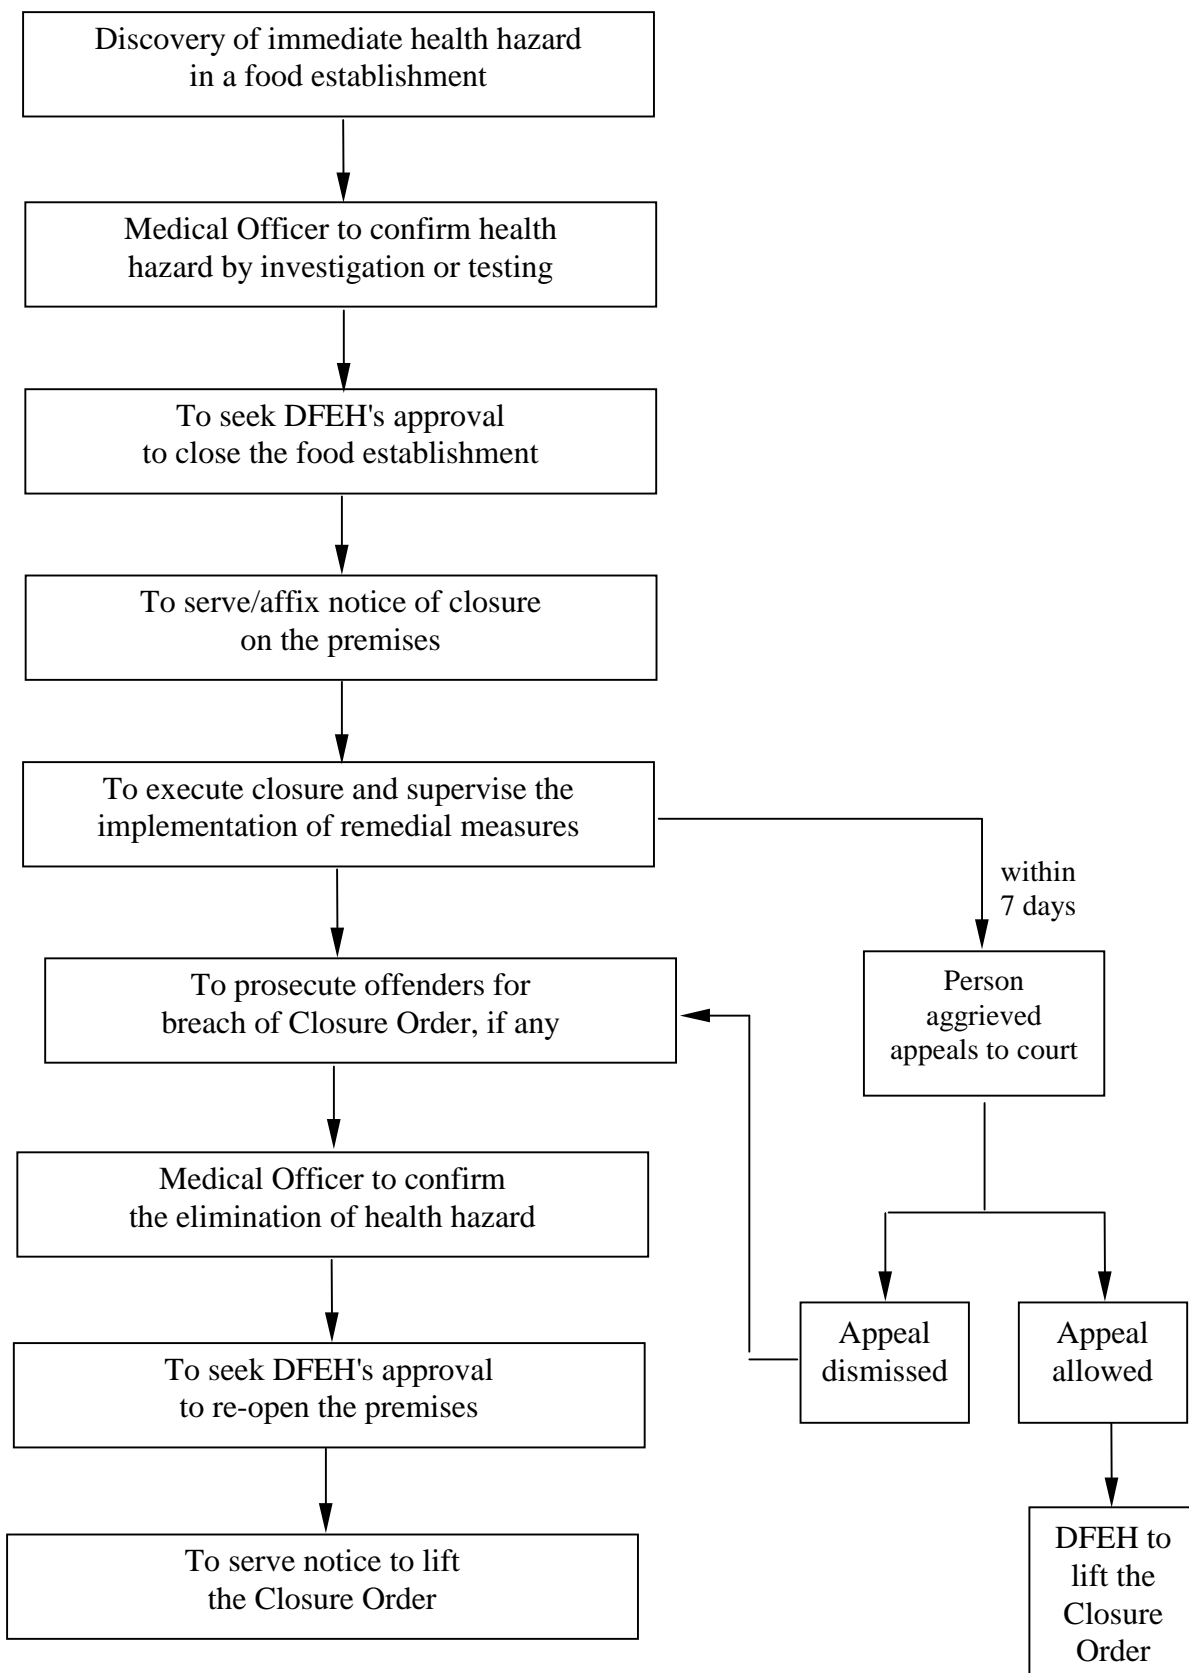 Discovery of immediate health hazard
in a food establishment
Medical Officer to confirm health
hazard by investigation or testing
To seek DFEH's approval
to close the food establishment
To serve/affix notice of closure
on the premises
To execute closure and supervise the
implementation of remedial measures
within
7 days
Person
aggrieved
appeals to court
To prosecute offenders for
breach of Closure Order, if any
Medical Officer to confirm
the elimination of health hazard
Appeal
dismissed
Appeal
allowed
To seek DFEH's approval
to re-open the premises
To serve notice to lift
the Closure Order
DFEH to
lift the
Closure
Order